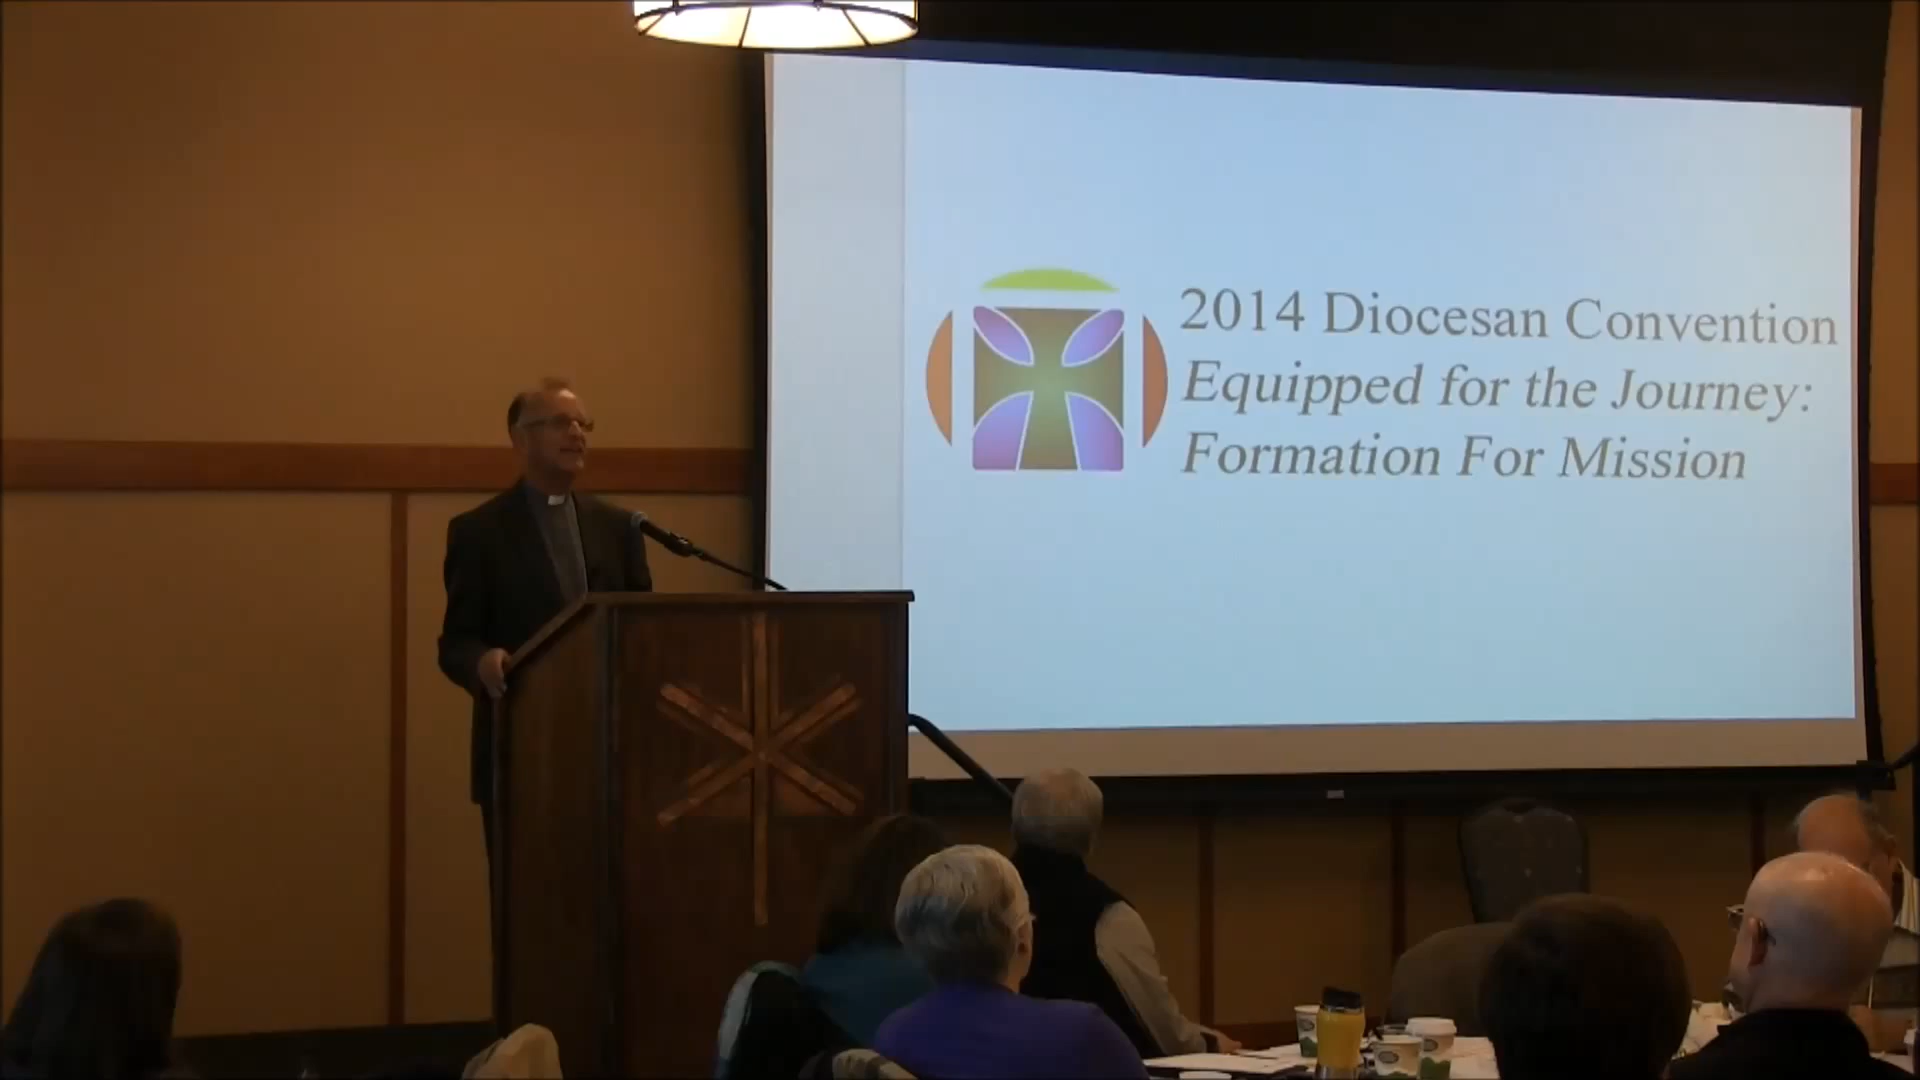 2014 Diocesan Convention
Equipped for the Journey:
Formation For Mission